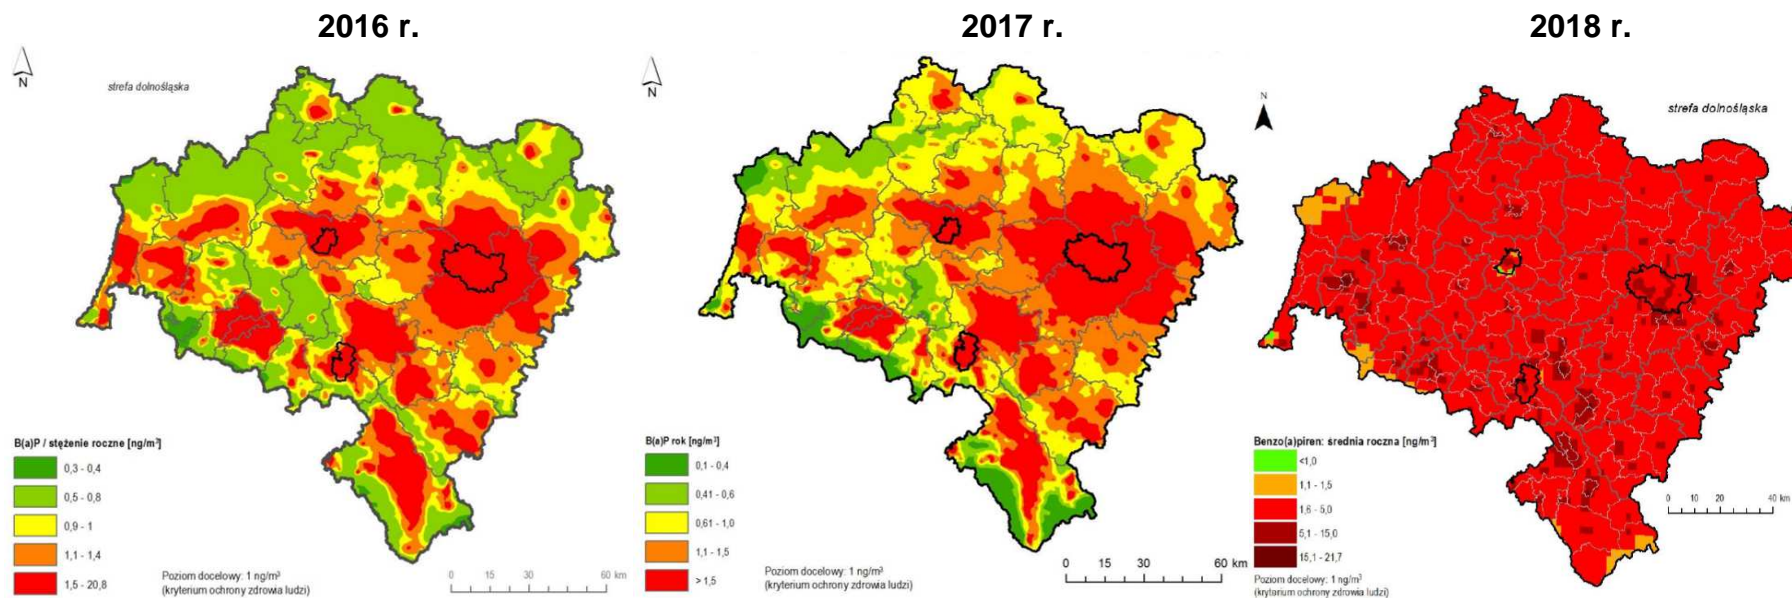 2016 r.
2017 r.
2018 r.
N
strefa dolnośląska
B(a)P / stężenie roczne [ng/m³]
0,3 - 0,4
0,5 - 0,8
0,9 - 1
1,1 - 1,4
1,5 - 20,8
Poziom docelowy: 1 ng/m³
(kryterium ochrony zdrowia ludzi)
0 15 30 60 km
N
B(a)P rok [ng/m³]
0,1 - 0,4
0,41 - 0,6
0,61 - 1,0
1,1 - 1,5
> 1,5
Poziom docelowy: 1 ng/m³
(kryterium ochrony zdrowia ludzi)
0 15 30 60 km
N
strefa dolnośląska
Benzo(a)piren: średnia roczna [ng/m³]
<1,0
1,1 - 1,5
1,6 - 5,0
5,1 - 15,0
15,1 - 21,7
Poziom docelowy: 1 ng/m³
(kryterium ochrony zdrowia ludzi)
0 10 20 40 km